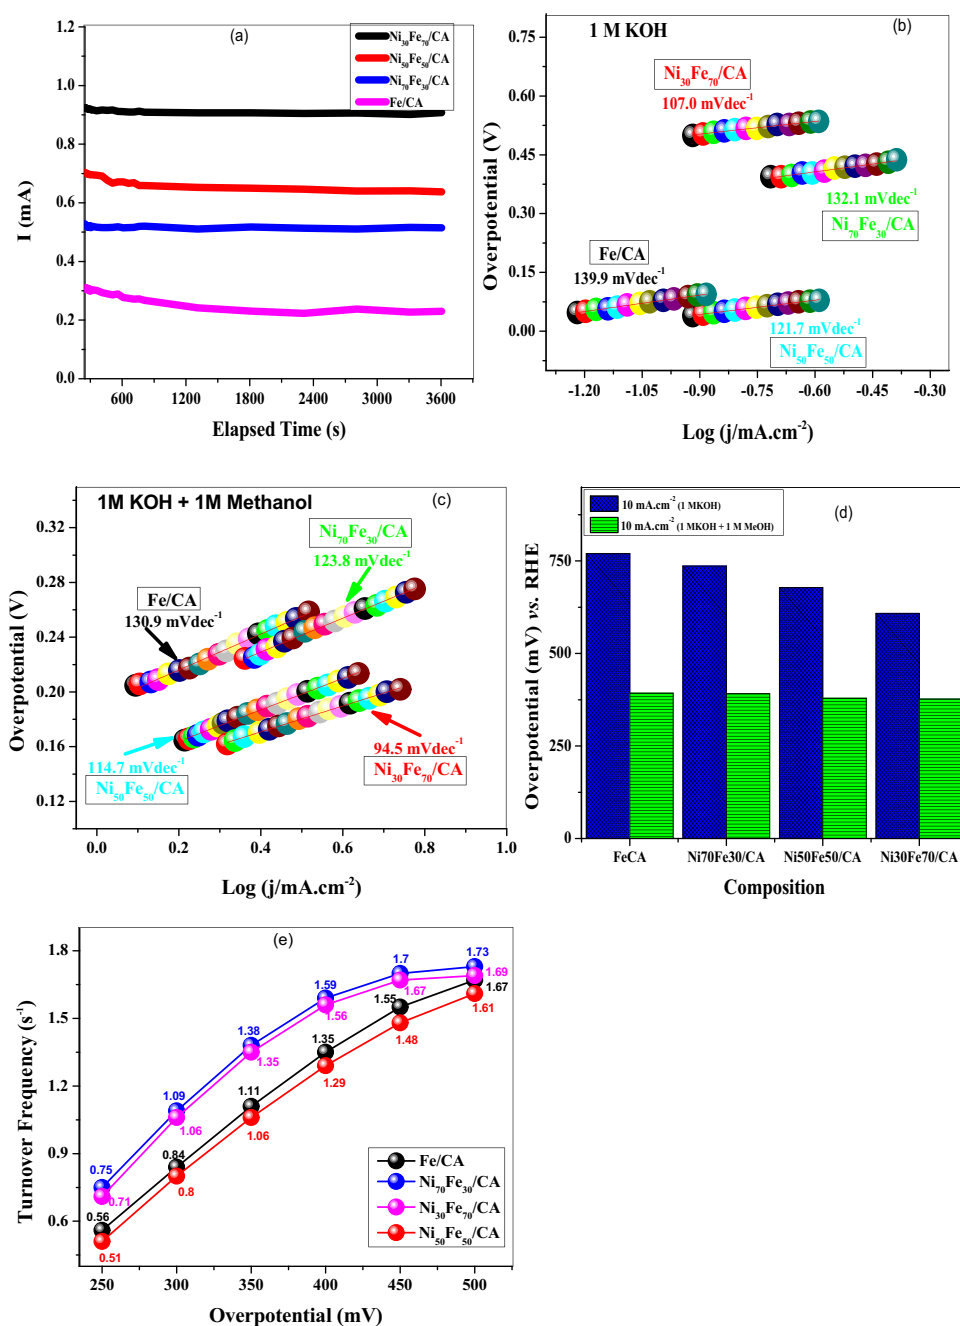 (a)
Ni₃₀Fe₇₀/CA
Ni₅₀Fe₅₀/CA
Ni₇₀Fe₃₀/CA
Fe/CA
1.2
1.0
0.8
0.6
0.4
0.2
0.0
I (mA)
600 1200 1800 2400 3000 3600
Elapsed Time (s)
(b)
1 M KOH
Ni₃₀Fe₇₀/CA
107.0 mVdec⁻¹
132.1 mVdec⁻¹
Ni₇₀Fe₃₀/CA
Fe/CA
139.9 mVdec⁻¹
121.7 mVdec⁻¹
Ni₅₀Fe₅₀/CA
0.75
0.60
0.45
0.30
0.15
0.00
Overpotential (V)
-1.20 -0.90 -0.60 -0.30
Log (j/mA.cm⁻²)
1M KOH + 1M Methanol
(c)
Ni₇₀Fe₃₀/CA
123.8 mVdec⁻¹
Fe/CA
130.9 mVdec⁻¹
94.5 mVdec⁻¹
Ni₃₀Fe₇₀/CA
114.7 mVdec⁻¹
Ni₅₀Fe₅₀/CA
0.32
0.28
0.24
0.20
0.16
0.12
Overpotential (V)
0.0 0.2 0.4 0.6 0.8 1.0
Log (j/mA.cm⁻²)
10 mA.cm⁻² (1 MKOH)
10 mA.cm⁻² (1 MKOH + 1 M MeOH)
(d)
750
500
250
0
Overpotential (mV) vs. RHE
FeCA Ni70Fe30/CA Ni50Fe50/CA Ni30Fe70/CA
Composition
(e)
1.8
1.5
1.2
0.9
0.6
Turnover Frequency (s⁻¹)
0.75 1.09 1.38 1.59 1.7 1.73
0.71 1.06 1.35 1.56 1.67 1.69
0.56 0.84 1.11 1.35 1.55 1.67
0.51 0.8 1.06 1.29 1.48 1.61
Fe/CA
Ni₇₀Fe₃₀/CA
Ni₃₀Fe₇₀/CA
Ni₅₀Fe₅₀/CA
250 300 350 400 450 500
Overpotential (mV)